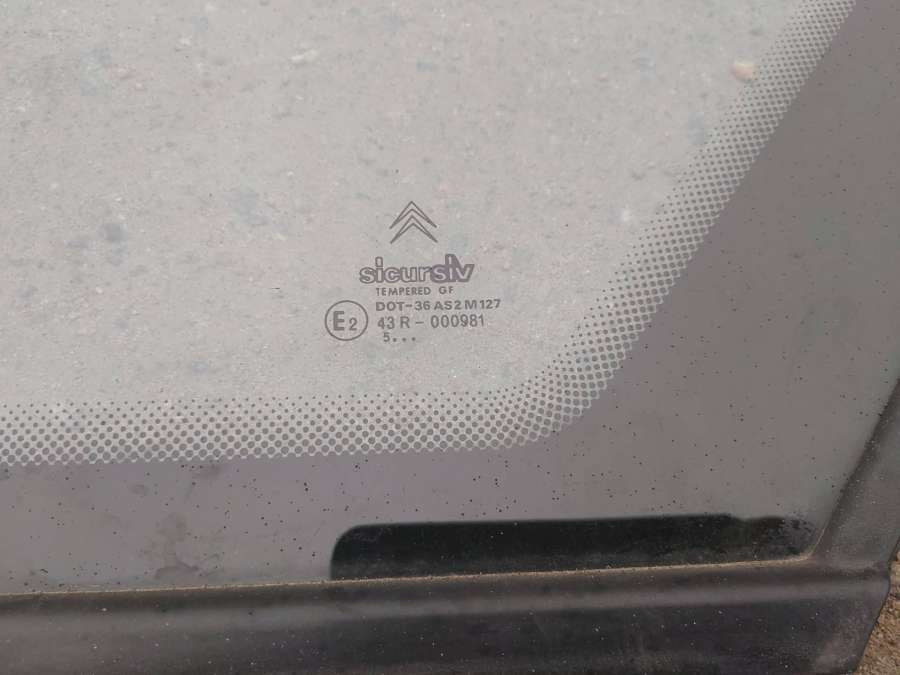 sicursiv
TEMPERED GF
DOT-36 AS2 M127
E2
43 R - 000981
5...